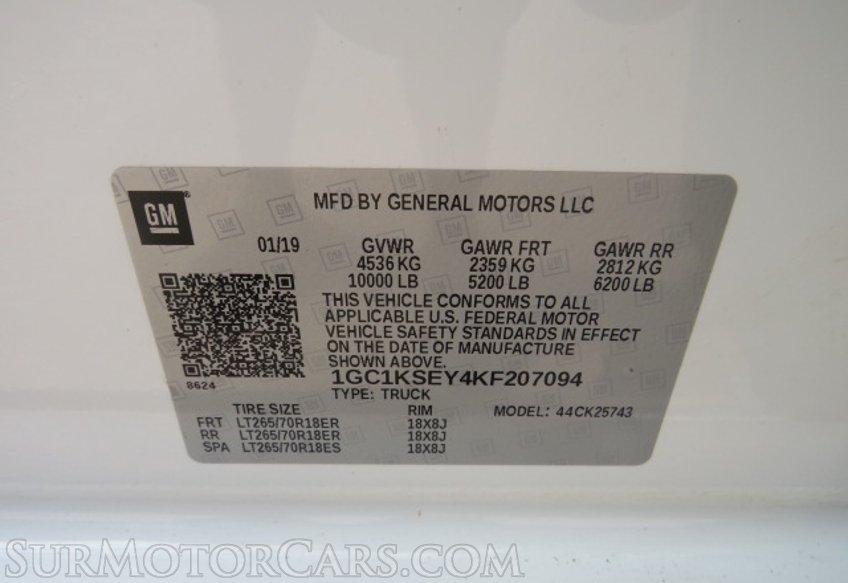 GM®
MFD BY GENERAL MOTORS LLC
01/19 GVWR GAWR FRT GAWR RR
4536 KG 2359 KG 2812 KG
10000 LB 5200 LB 6200 LB
THIS VEHICLE CONFORMS TO ALL
APPLICABLE U.S. FEDERAL MOTOR
VEHICLE SAFETY STANDARDS IN EFFECT
ON THE DATE OF MANUFACTURE
SHOWN ABOVE.
8624
1GC1KSEY4KF207094
TYPE: TRUCK
MODEL: 44CK25743
TIRE SIZE RIM
FRT LT265/70R18ER 18X8J
RR LT265/70R18ER 18X8J
SPA LT265/70R18ES 18X8J
SURMOTORCARS.COM